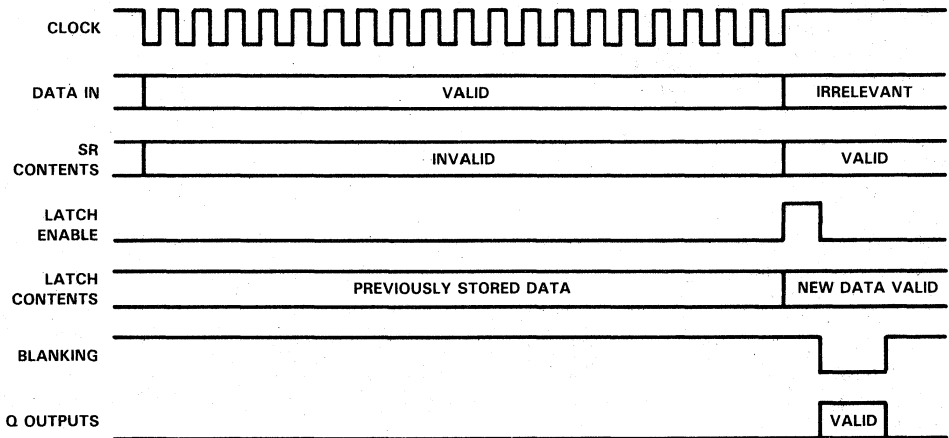 CLOCK
DATA IN
VALID
IRRELEVANT
SR
CONTENTS
INVALID
VALID
LATCH
ENABLE
LATCH
CONTENTS
PREVIOUSLY STORED DATA
NEW DATA VALID
BLANKING
Q OUTPUTS
VALID